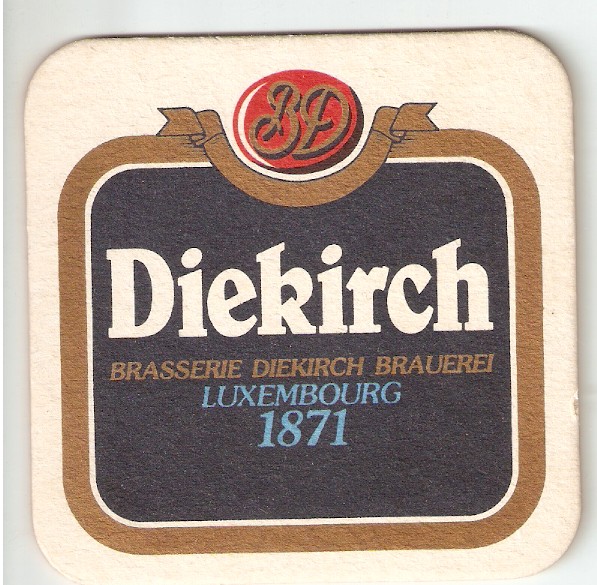 BD
Diekirch
BRASSERIE DIEKIRCH BRAUEREI
LUXEMBOURG
1871